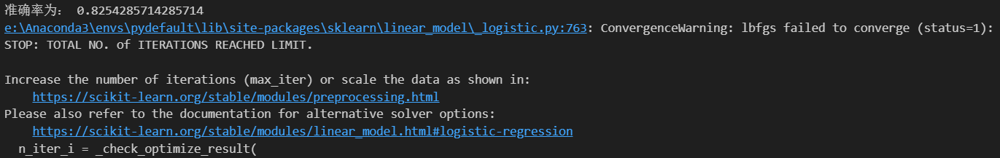 准确率为： 0.8254285714285714
e:\Anaconda3\envs\pydefault\lib\site-packages\sklearn\linear_model\_logistic.py:763: ConvergenceWarning: lbfgs failed to converge (status=1):
STOP: TOTAL NO. of ITERATIONS REACHED LIMIT.
Increase the number of iterations (max_iter) or scale the data as shown in:
https://scikit-learn.org/stable/modules/preprocessing.html
Please also refer to the documentation for alternative solver options:
https://scikit-learn.org/stable/modules/linear_model.html#logistic-regression
n_iter_i = _check_optimize_result(